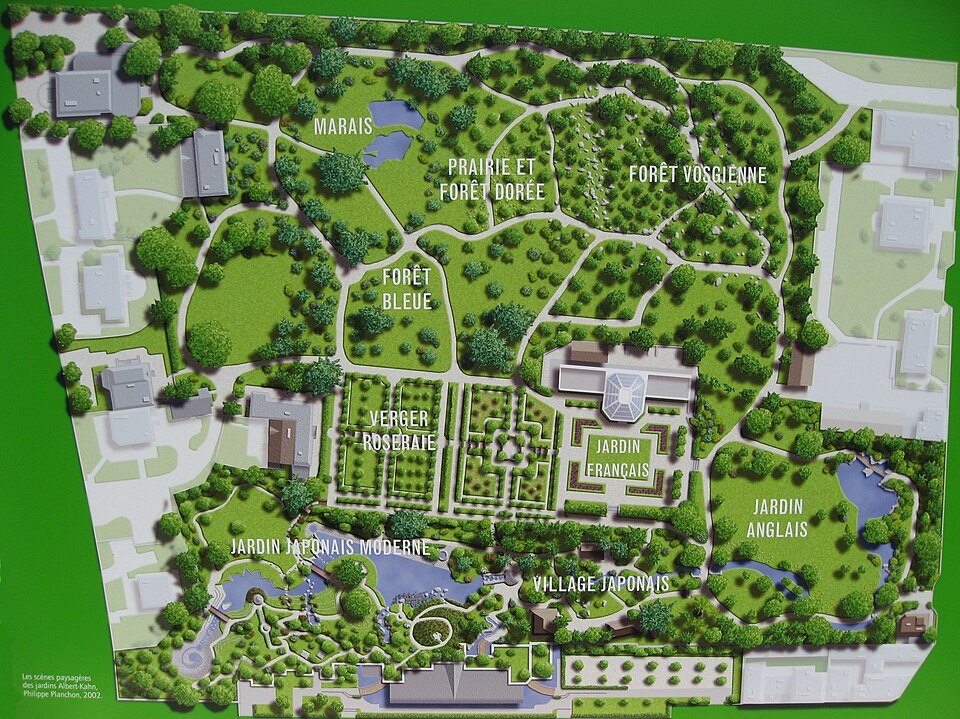 MARAIS
PRAIRIE ET
FORÊT DORÉE
FORÊT VOSGIENNE
FORÊT
BLEUE
VERGER
ROSERAIE
JARDIN
FRANÇAIS
JARDIN
ANGLAIS
JARDIN JAPONAIS MODERNE
VILLAGE JAPONAIS
Les scènes paysagères
des jardins Albert-Kahn,
Philippe Planchon, 2002.